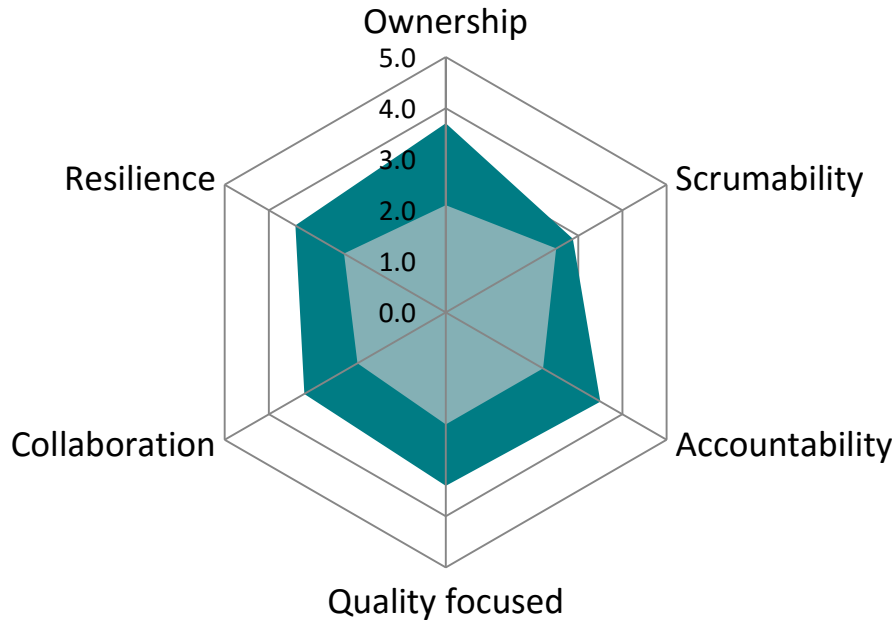 Ownership
5.0
4.0
3.0
2.0
1.0
0.0
Resilience
Scrumability
Collaboration
Accountability
Quality focused